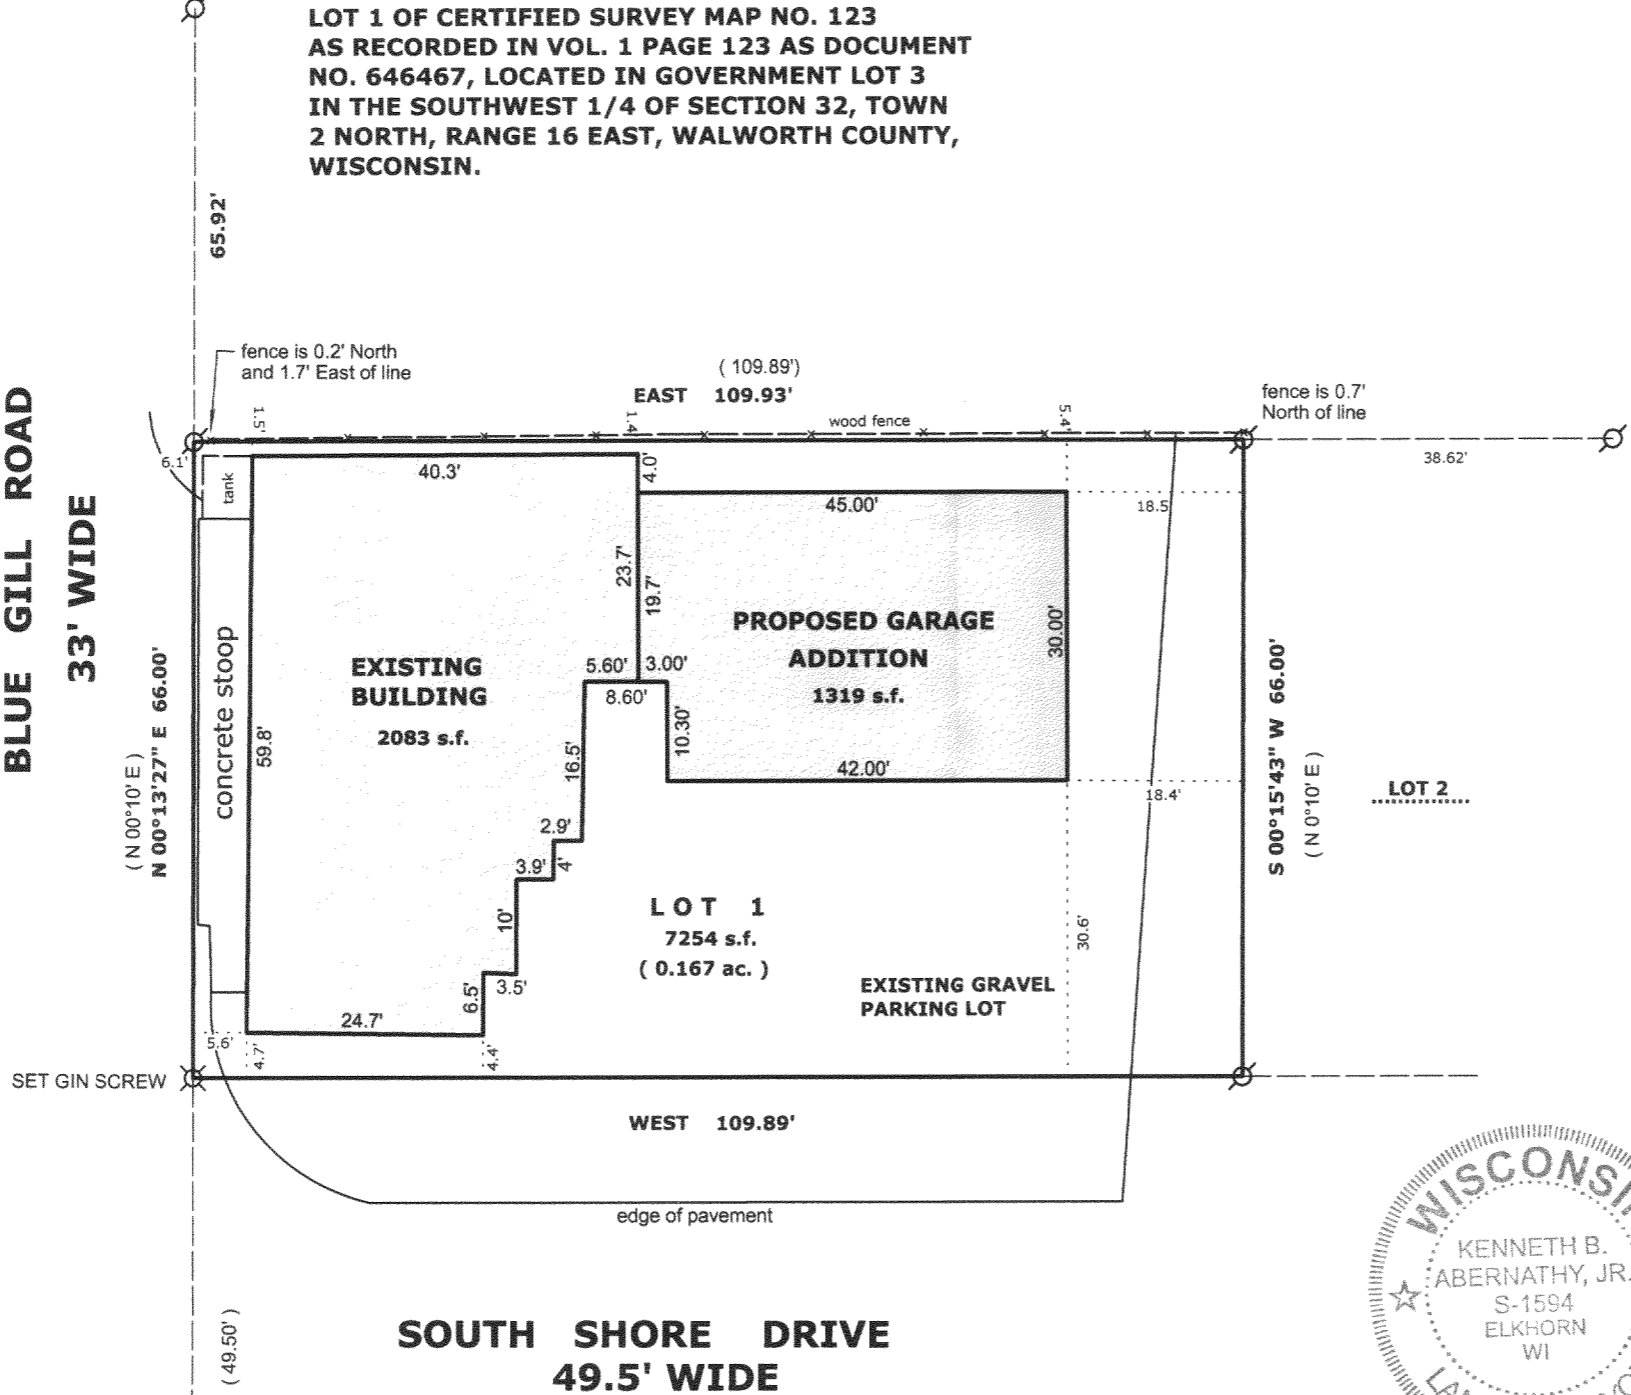 LOT 1 OF CERTIFIED SURVEY MAP NO. 123
AS RECORDED IN VOL. 1 PAGE 123 AS DOCUMENT
NO. 646467, LOCATED IN GOVERNMENT LOT 3
IN THE SOUTHWEST 1/4 OF SECTION 32, TOWN
2 NORTH, RANGE 16 EAST, WALWORTH COUNTY,
WISCONSIN.
65.92'
fence is 0.2' North
and 1.7' East of line
( 109.89')
EAST 109.93'
fence is 0.7'
North of line
1.5'
1.4'
wood fence
5.4'
6.1'
tank
40.3'
4.0'
45.00'
18.5
38.62'
BLUE GILL ROAD
33' WIDE
( N 00°10' E )
N 00°13'27" E 66.00'
concrete stoop
59.8'
EXISTING
BUILDING
2083 s.f.
23.7'
19.7'
5.60'
3.00'
8.60'
10.30'
PROPOSED GARAGE
ADDITION
1319 s.f.
30.00'
42.00'
18.4'
S 00°15'43" W 66.00'
( N 0°10' E )
LOT 2
16.5'
2.9'
4'
3.9'
10'
3.5'
6.5'
LOT 1
7254 s.f.
( 0.167 ac. )
30.6'
EXISTING GRAVEL
PARKING LOT
24.7'
5.6'
4.7'
4.4'
SET GIN SCREW
WEST 109.89'
edge of pavement
( 49.50' )
SOUTH SHORE DRIVE
49.5' WIDE
WISCONSI
KENNETH B.
ABERNATHY, JR.
S-1594
ELKHORN
WI